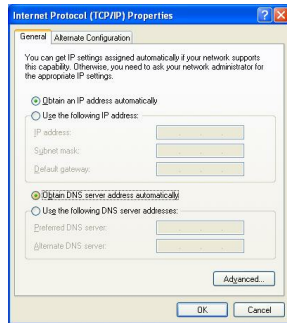 Internet Protocol (TCP/IP) Properties
General
Alternate Configuration
You can get IP settings assigned automatically if your network supports
this capability. Otherwise, you need to ask your network administrator for
the appropriate IP settings.
Obtain an IP address automatically
Use the following IP address:
IP address:
Subnet mask:
Default gateway:
Obtain DNS server address automatically
Use the following DNS server addresses:
Preferred DNS server:
Alternate DNS server:
Advanced...
OK
Cancel